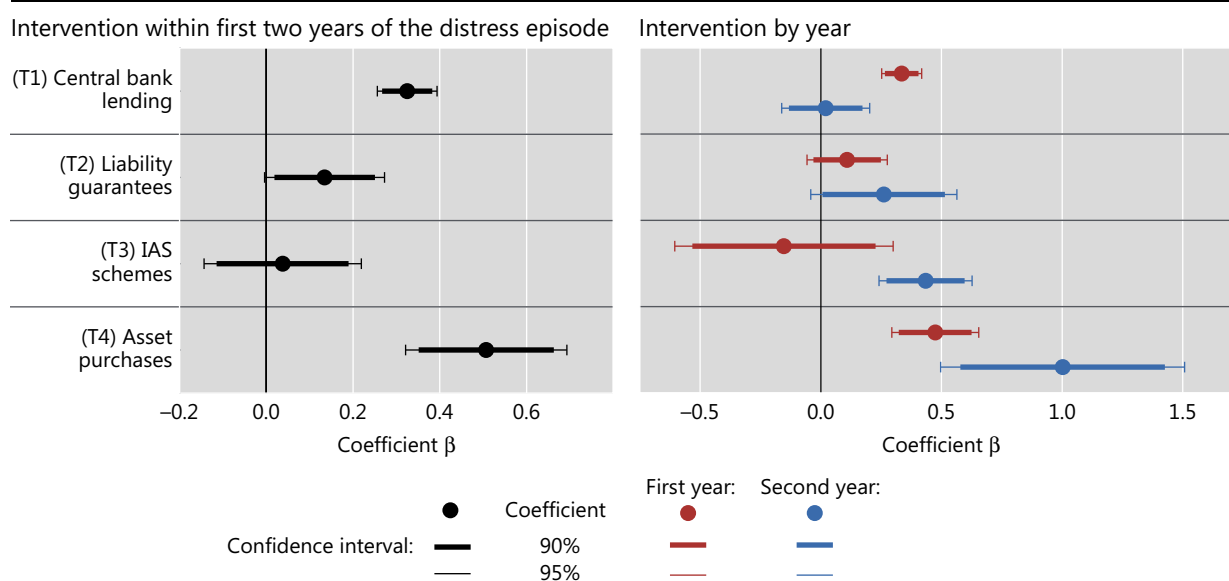 Intervention within first two years of the distress episode
Intervention by year
(T1) Central bank
lending
(T2) Liability
guarantees
(T3) IAS
schemes
(T4) Asset
purchases
−0.2 0.0 0.2 0.4 0.6
Coefficient β
−0.5 0.0 0.5 1.0 1.5
Coefficient β
First year: Second year:
Coefficient
Confidence interval: 90%
95%